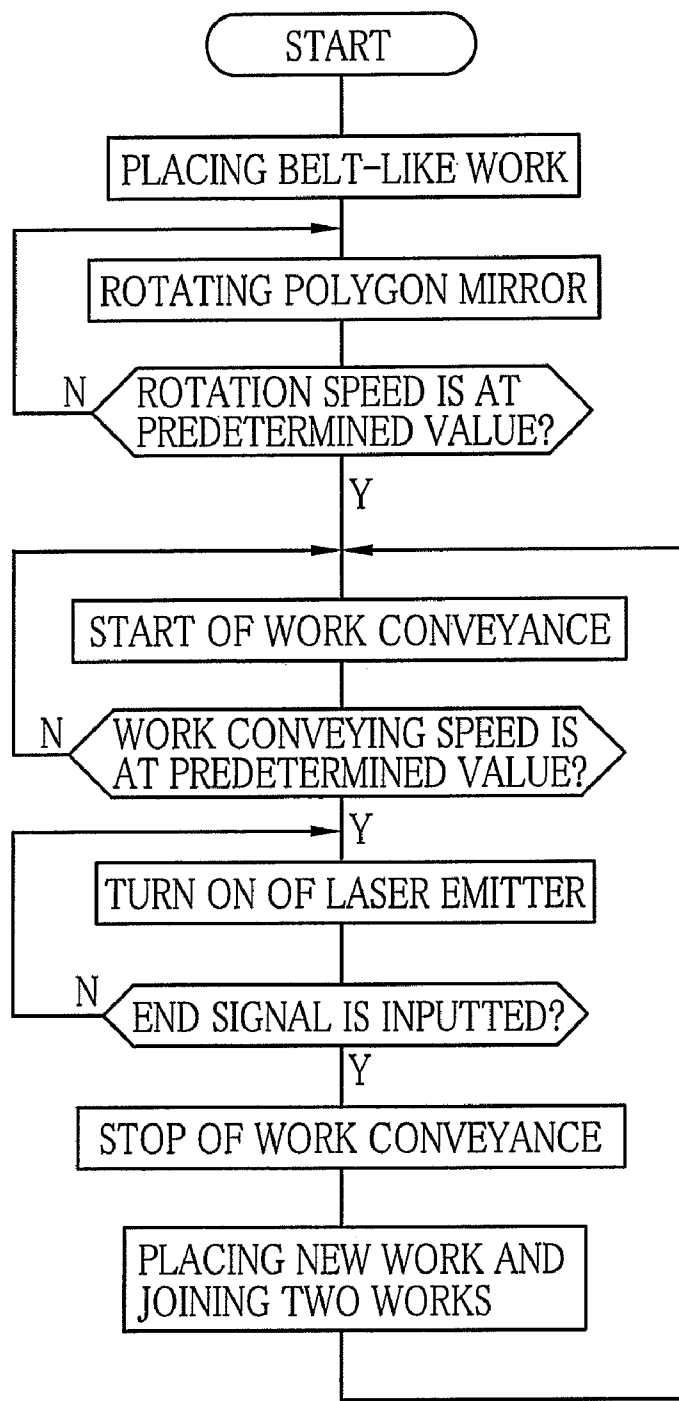 START
PLACING BELT-LIKE WORK
ROTATING POLYGON MIRROR
N
ROTATION SPEED IS AT
PREDETERMINED VALUE?
Y
START OF WORK CONVEYANCE
N
WORK CONVEYING SPEED IS
AT PREDETERMINED VALUE?
Y
TURN ON OF LASER EMITTER
N
END SIGNAL IS INPUTTED?
Y
STOP OF WORK CONVEYANCE
PLACING NEW WORK AND
JOINING TWO WORKS